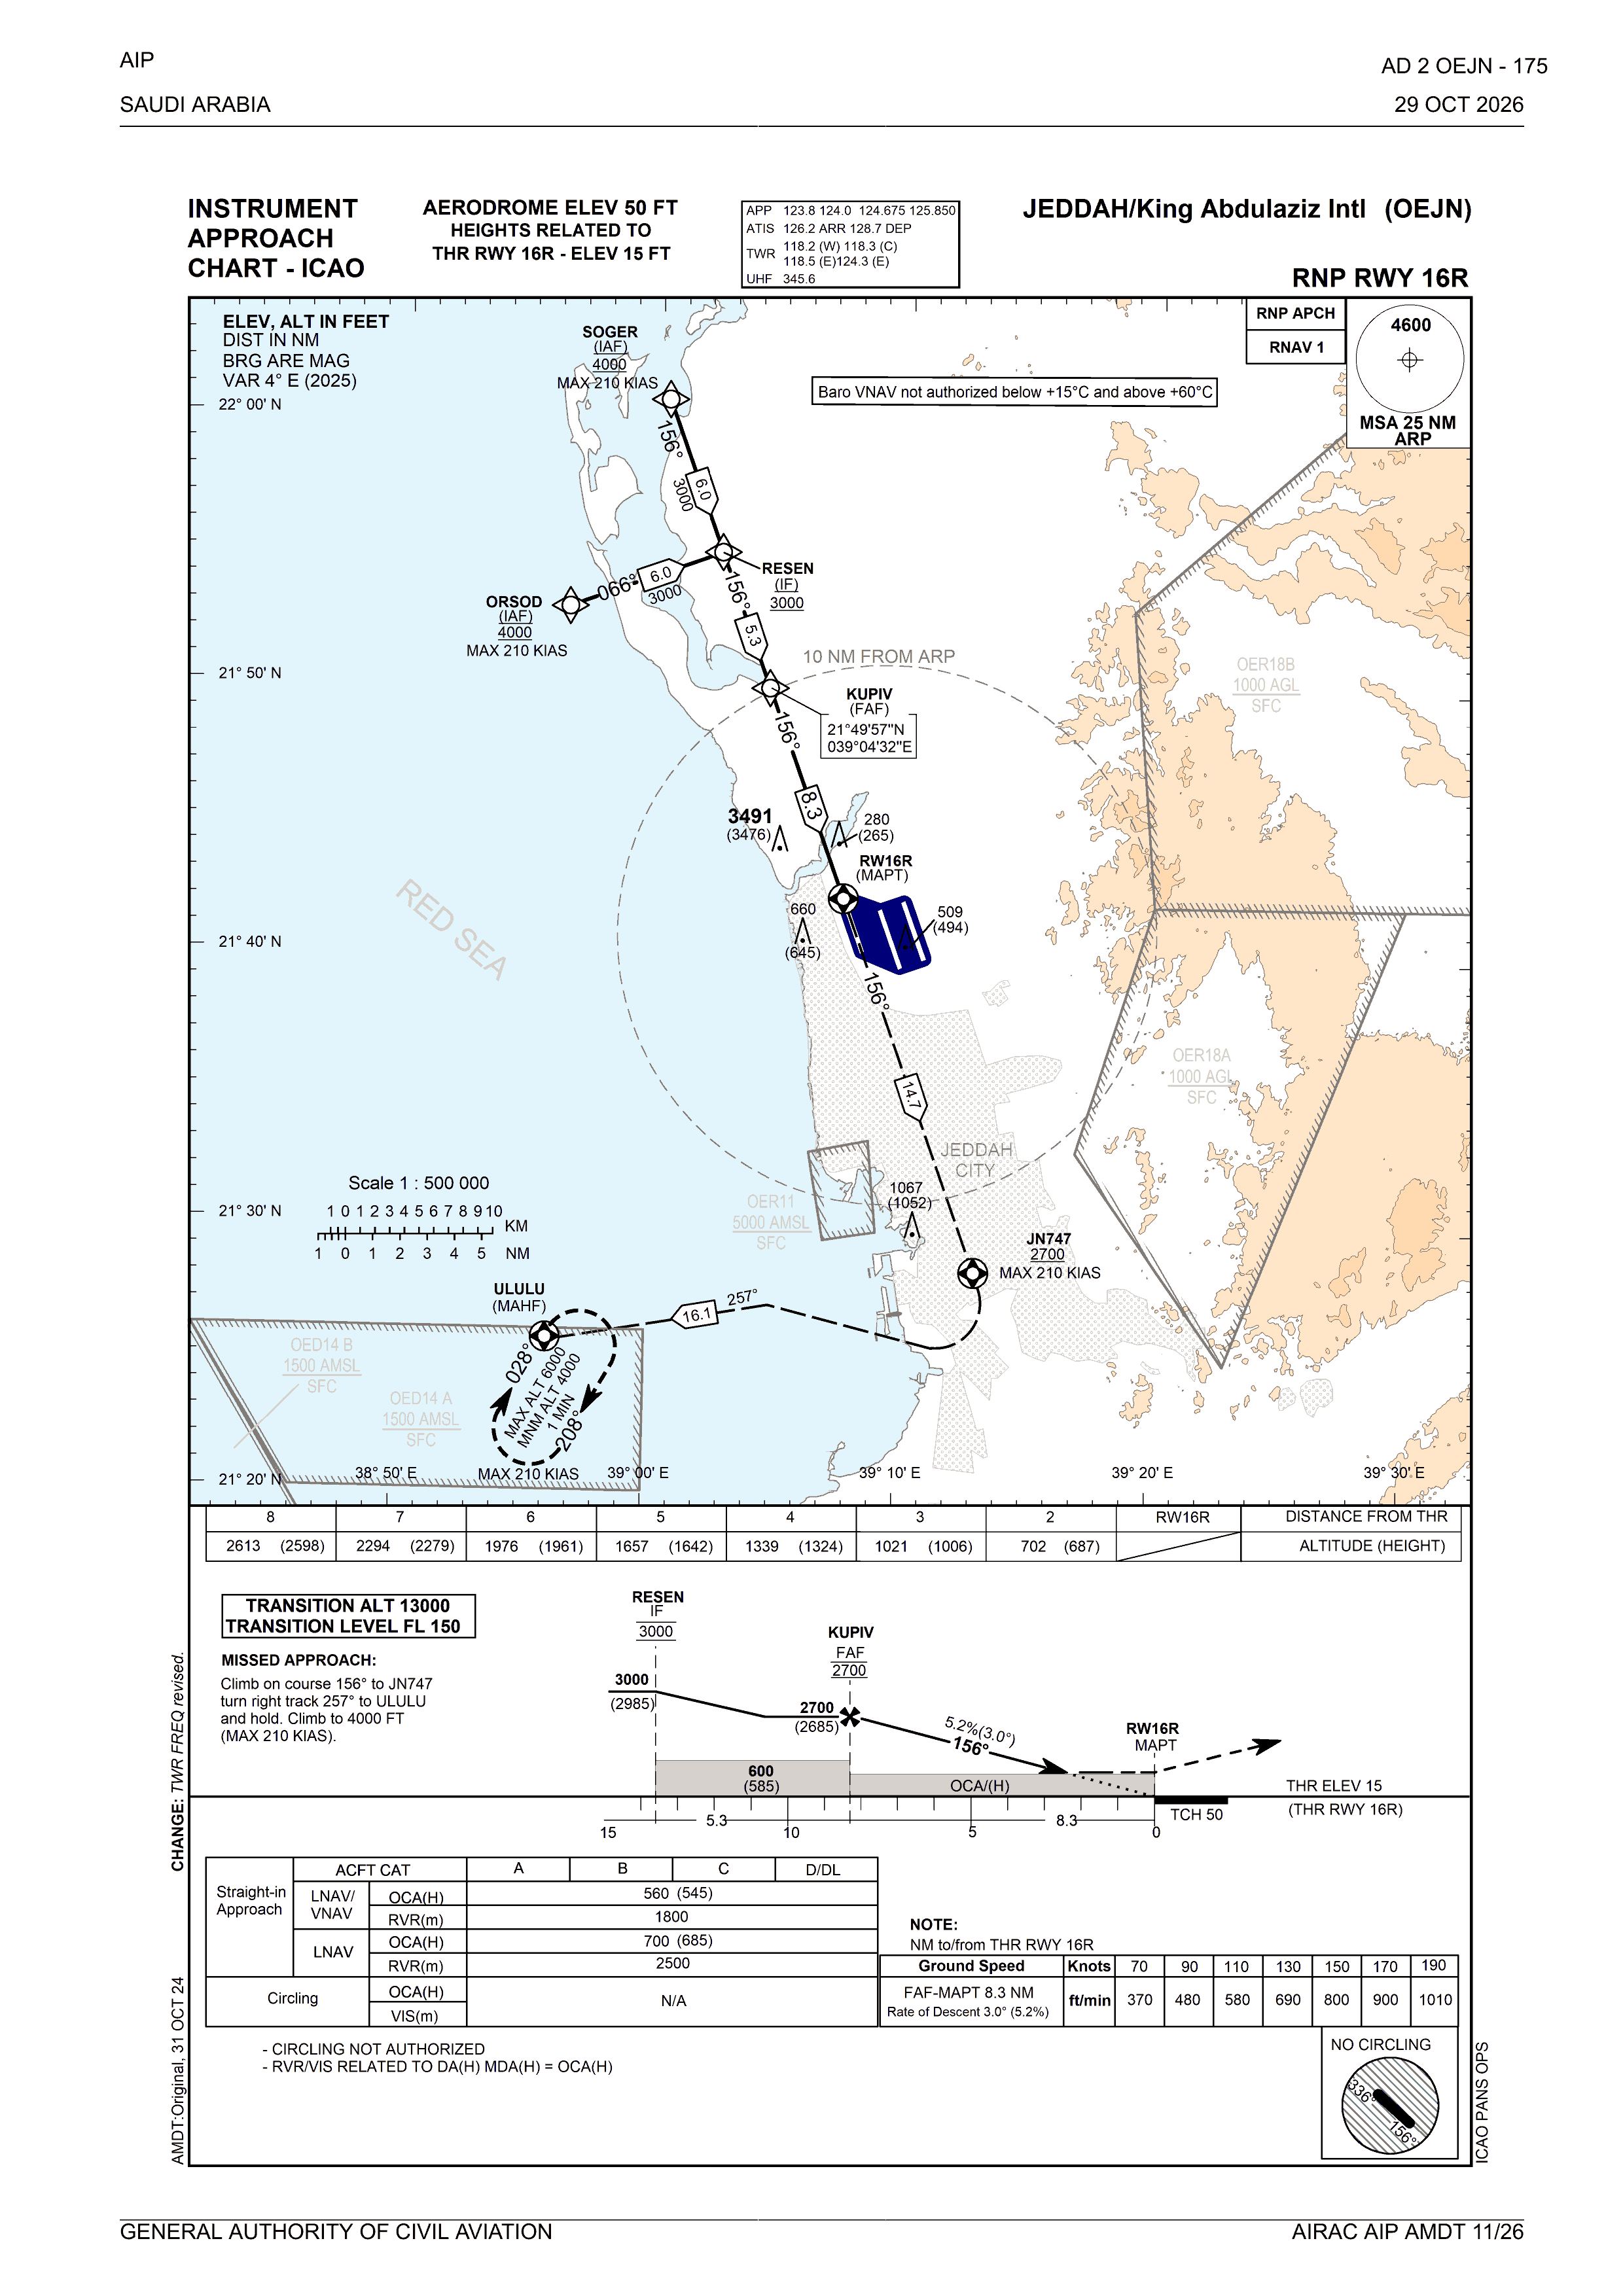 AIP
AD 2 OEJN - 175
SAUDI ARABIA
29 OCT 2026
INSTRUMENT
APPROACH
CHART - ICAO
AERODROME ELEV 50 FT
HEIGHTS RELATED TO
THR RWY 16R - ELEV 15 FT
APP 123.8 124.0 124.675 125.850
ATIS 126.2 ARR 128.7 DEP
TWR 118.2 (W) 118.3 (C)
118.5 (E)124.3 (E)
UHF 345.6
JEDDAH/King Abdulaziz Intl (OEJN)
RNP RWY 16R
ELEV, ALT IN FEET
DIST IN NM
BRG ARE MAG
VAR 4° E (2025)
SOGER
(IAF)
4000
MAX 210 KIAS
RNP APCH
RNAV 1
4600
MSA 25 NM
ARP
Baro VNAV not authorized below +15°C and above +60°C
22° 00' N
156°
6.0
3000
RESEN
(IF)
3000
ORSOD
(IAF)
4000
MAX 210 KIAS
066°
6.0
3000
156°
5.3
10 NM FROM ARP
21° 50' N
KUPIV
(FAF)
21°49'57"N
039°04'32"E
156°
8.3
OER18B
1000 AGL
SFC
3491
(3476)
280
(265)
RW16R
(MAPT)
660
(645)
509
(494)
RED SEA
21° 40' N
156°
14.7
OER18A
1000 AGL
SFC
JEDDAH
CITY
Scale 1 : 500 000
1 0 1 2 3 4 5 6 7 8 9 10
KM
1 0 1 2 3 4 5 NM
21° 30' N
OER11
5000 AMSL
SFC
1067
(1052)
JN747
2700
MAX 210 KIAS
ULULU
(MAHF)
16.1
257°
OED14 B
1500 AMSL
SFC
OED14 A
1500 AMSL
SFC
028°
MAX ALT 6000
MNM ALT 4000
1 MIN
208°
MAX 210 KIAS
21° 20' N
38° 50' E
39° 00' E
39° 10' E
39° 20' E
39° 30' E
8 7 6 5 4 3 2 RW16R DISTANCE FROM THR
2613 (2598) 2294 (2279) 1976 (1961) 1657 (1642) 1339 (1324) 1021 (1006) 702 (687) ALTITUDE (HEIGHT)
TRANSITION ALT 13000
TRANSITION LEVEL FL 150
MISSED APPROACH:
Climb on course 156° to JN747
turn right track 257° to ULULU
and hold. Climb to 4000 FT
(MAX 210 KIAS).
RESEN
IF
3000
KUPIV
FAF
2700
3000
(2985)
2700
(2685)
5.2%(3.0°)
156°
RW16R
MAPT
600
(585)
OCA/(H)
THR ELEV 15
(THR RWY 16R)
TCH 50
5.3
8.3
15 10 5 0
ACFT CAT A B C D/DL
Straight-in
Approach
LNAV/
VNAV
OCA(H) 560 (545)
RVR(m) 1800
LNAV
OCA(H) 700 (685)
RVR(m) 2500
Circling
OCA(H)
VIS(m)
N/A
NOTE:
NM to/from THR RWY 16R
Ground Speed Knots 70 90 110 130 150 170 190
FAF-MAPT 8.3 NM
Rate of Descent 3.0° (5.2%)
ft/min 370 480 580 690 800 900 1010
- CIRCLING NOT AUTHORIZED
- RVR/VIS RELATED TO DA(H) MDA(H) = OCA(H)
NO CIRCLING
336°
156°
CHANGE: TWR FREQ revised.
AMDT:Original, 31 OCT 24
ICAO PANS OPS
GENERAL AUTHORITY OF CIVIL AVIATION
AIRAC AIP AMDT 11/26